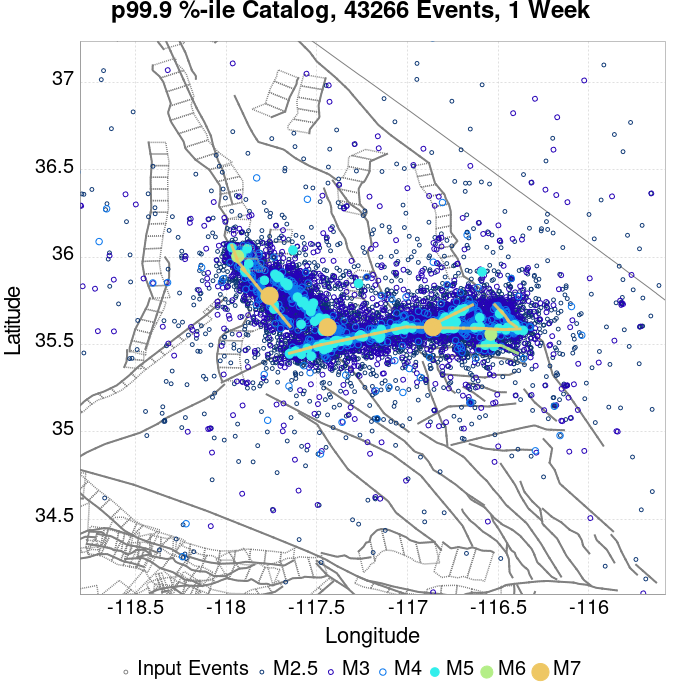 p99.9 %-ile Catalog, 43266 Events, 1 Week
37
36.5
36
35.5
35
34.5
Latitude
-118.5 -118 -117.5 -117 -116.5 -116
Longitude
Input Events M2.5 M3 M4 M5 M6 M7